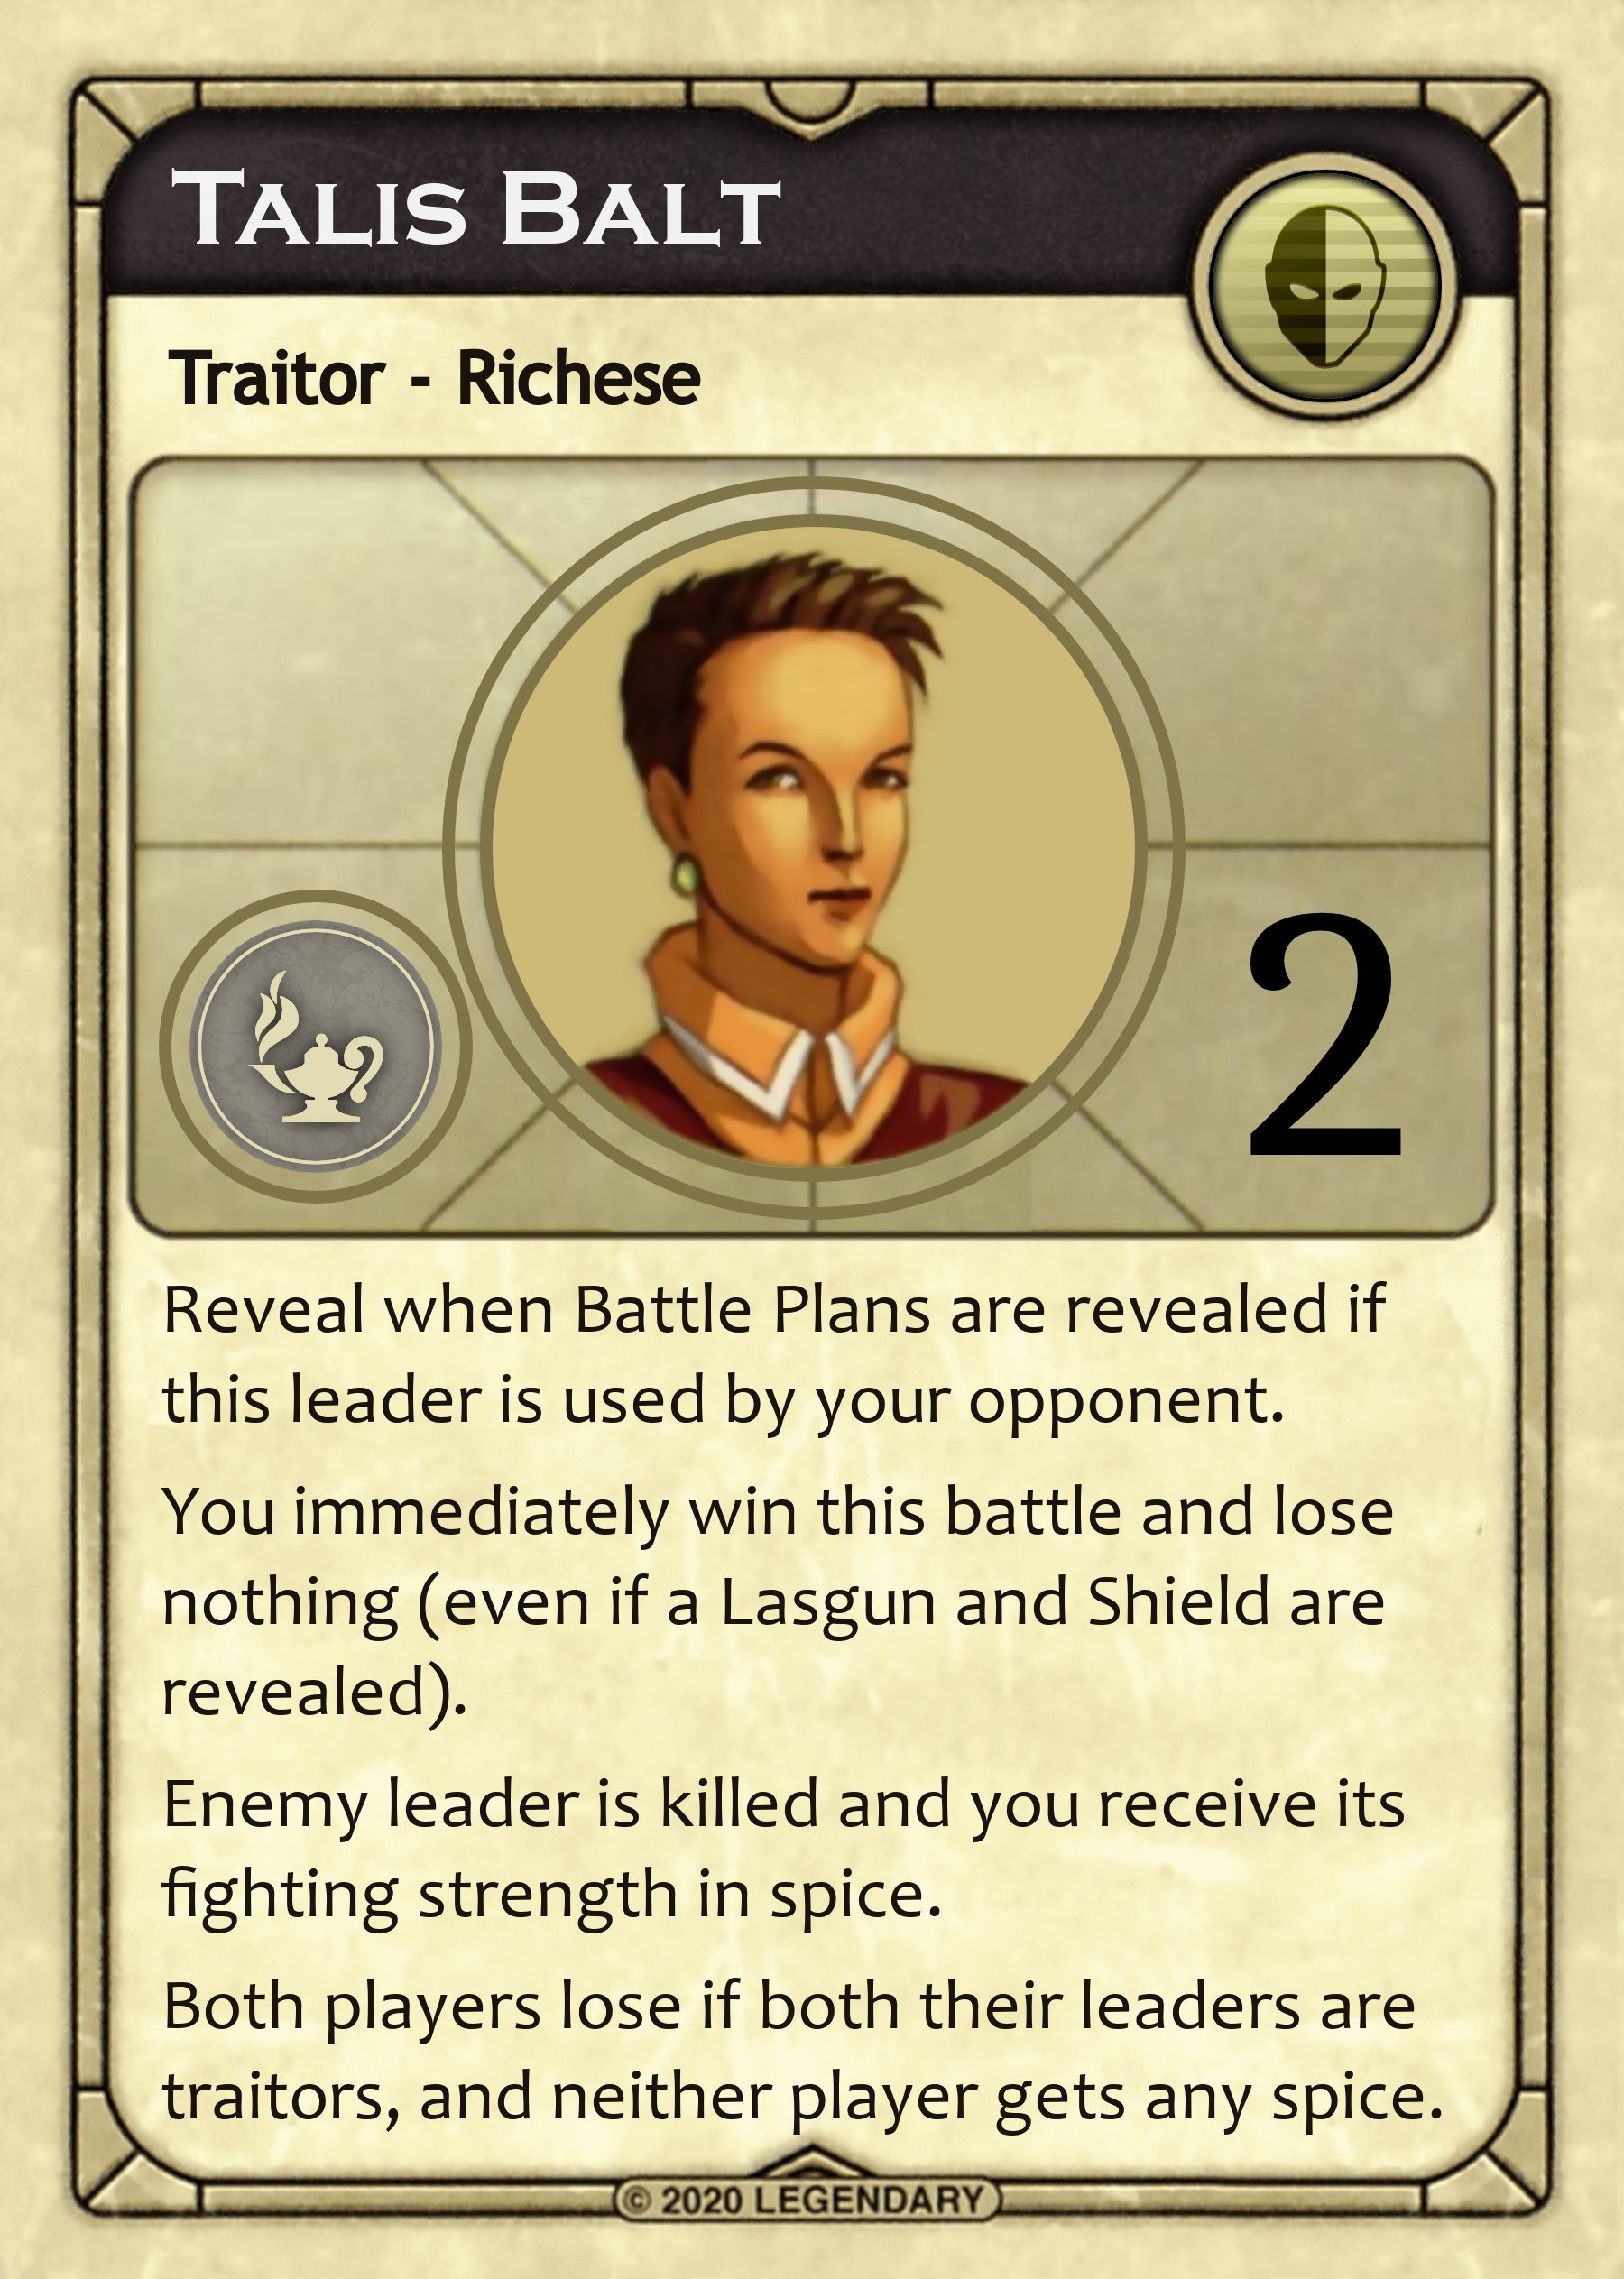 Talis Balt
Traitor - Richese
2
Reveal when Battle Plans are revealed if
this leader is used by your opponent.
You immediately win this battle and lose
nothing (even if a Lasgun and Shield are
revealed).
Enemy leader is killed and you receive its
fighting strength in spice.
Both players lose if both their leaders are
traitors, and neither player gets any spice.
© 2020 LEGENDARY